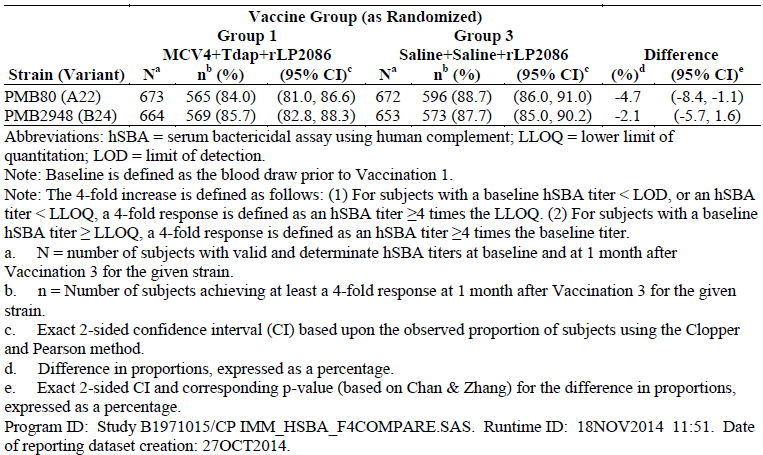 Vaccine Group (as Randomized)
Group 1 Group 3
MCV4+Tdap+rLP2086 Saline+Saline+rLP2086 Difference
Strain (Variant) Nᵃ nᵇ (%) (95% CI)ᶜ Nᵃ nᵇ (%) (95% CI)ᶜ (%)ᵈ (95% CI)ᵉ
PMB80 (A22) 673 565 (84.0) (81.0, 86.6) 672 596 (88.7) (86.0, 91.0) -4.7 (-8.4, -1.1)
PMB2948 (B24) 664 569 (85.7) (82.8, 88.3) 653 573 (87.7) (85.0, 90.2) -2.1 (-5.7, 1.6)
Abbreviations: hSBA = serum bactericidal assay using human complement; LLOQ = lower limit of
quantitation; LOD = limit of detection.
Note: Baseline is defined as the blood draw prior to Vaccination 1.
Note: The 4-fold increase is defined as follows: (1) For subjects with a baseline hSBA titer < LOD, or an hSBA
titer < LLOQ, a 4-fold response is defined as an hSBA titer ≥4 times the LLOQ. (2) For subjects with a baseline
hSBA titer ≥ LLOQ, a 4-fold response is defined as an hSBA titer ≥4 times the baseline titer.
a. N = number of subjects with valid and determinate hSBA titers at baseline and at 1 month after
Vaccination 3 for the given strain.
b. n = Number of subjects achieving at least a 4-fold response at 1 month after Vaccination 3 for the given
strain.
c. Exact 2-sided confidence interval (CI) based upon the observed proportion of subjects using the Clopper
and Pearson method.
d. Difference in proportions, expressed as a percentage.
e. Exact 2-sided CI and corresponding p-value (based on Chan & Zhang) for the difference in proportions,
expressed as a percentage.
Program ID: Study B1971015/CP IMM_HSBA_F4COMPARE.SAS. Runtime ID: 18NOV2014 11:51. Date
of reporting dataset creation: 27OCT2014.